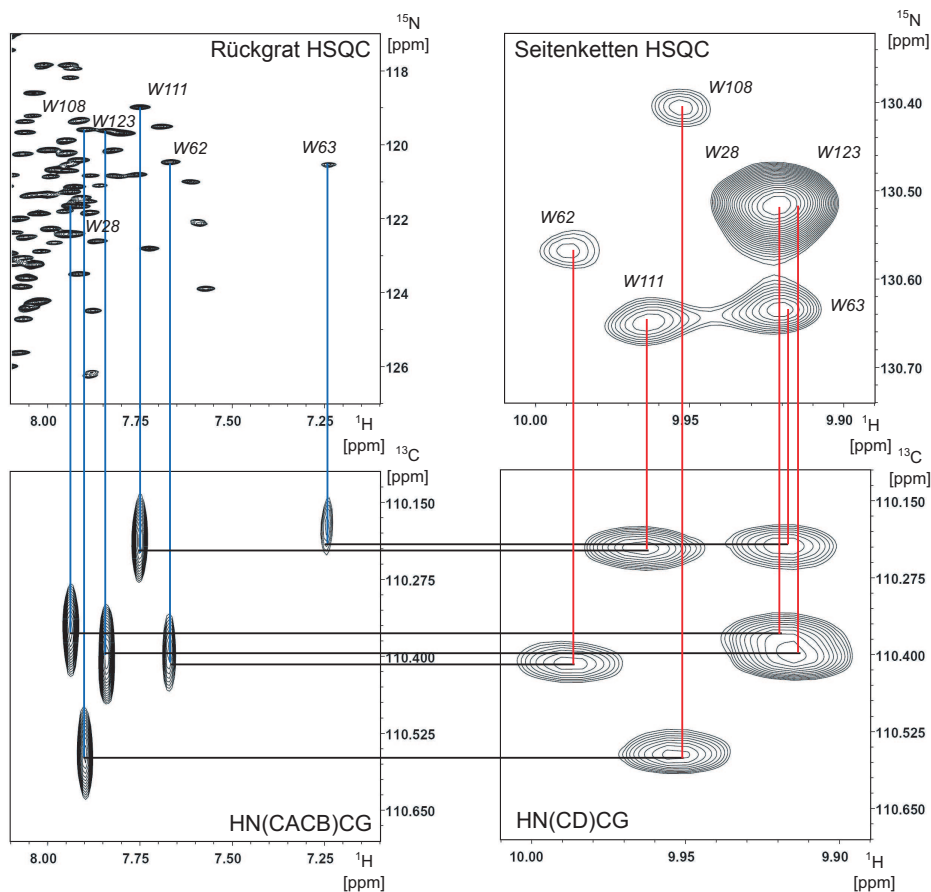 Rückgrat HSQC
W111
W108
W123
W62
W63
W28
¹⁵N
[ppm]
118
120
122
124
126
8.00 7.75 7.50 7.25 ¹H
[ppm]
Seitenketten HSQC
W108
W28 W123
W62
W111
W63
¹⁵N
[ppm]
130.40
130.50
130.60
130.70
10.00 9.95 ¹H 9.90
[ppm]
¹³C
[ppm]
110.150
110.275
110.400
110.525
110.650
HN(CACB)CG
8.00 7.75 7.50 7.25 ¹H
[ppm]
¹³C
[ppm]
110.150
110.275
110.400
110.525
110.650
HN(CD)CG
10.00 9.95 ¹H 9.90
[ppm]